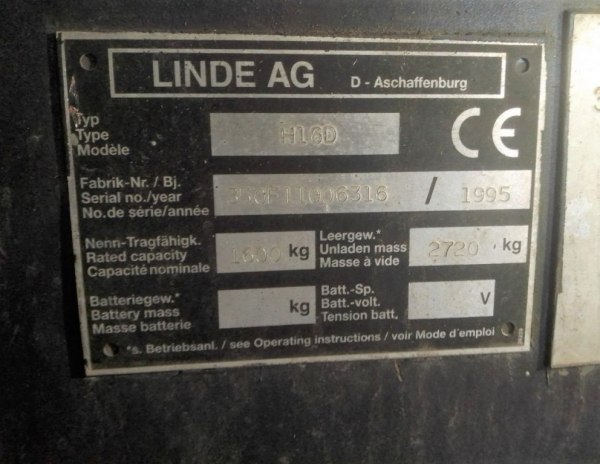 LINDE AG D - Aschaffenburg
Typ
Type H16D
Modèle
CE
Fabrik-Nr. / Bj.
Serial no./year / 1995
No.de série/année
Nenn-Tragfähigk. Leergew.*
Rated capacity 1600 kg Unladen mass 2720 kg
Capacité nominale Masse à vide
Batteriegew.* Batt.-Sp.
Battery mass kg Batt.-volt. V
Masse batterie Tension batt.
*s. Betriebsanl. / see Operating instructions / voir Mode d'emploi